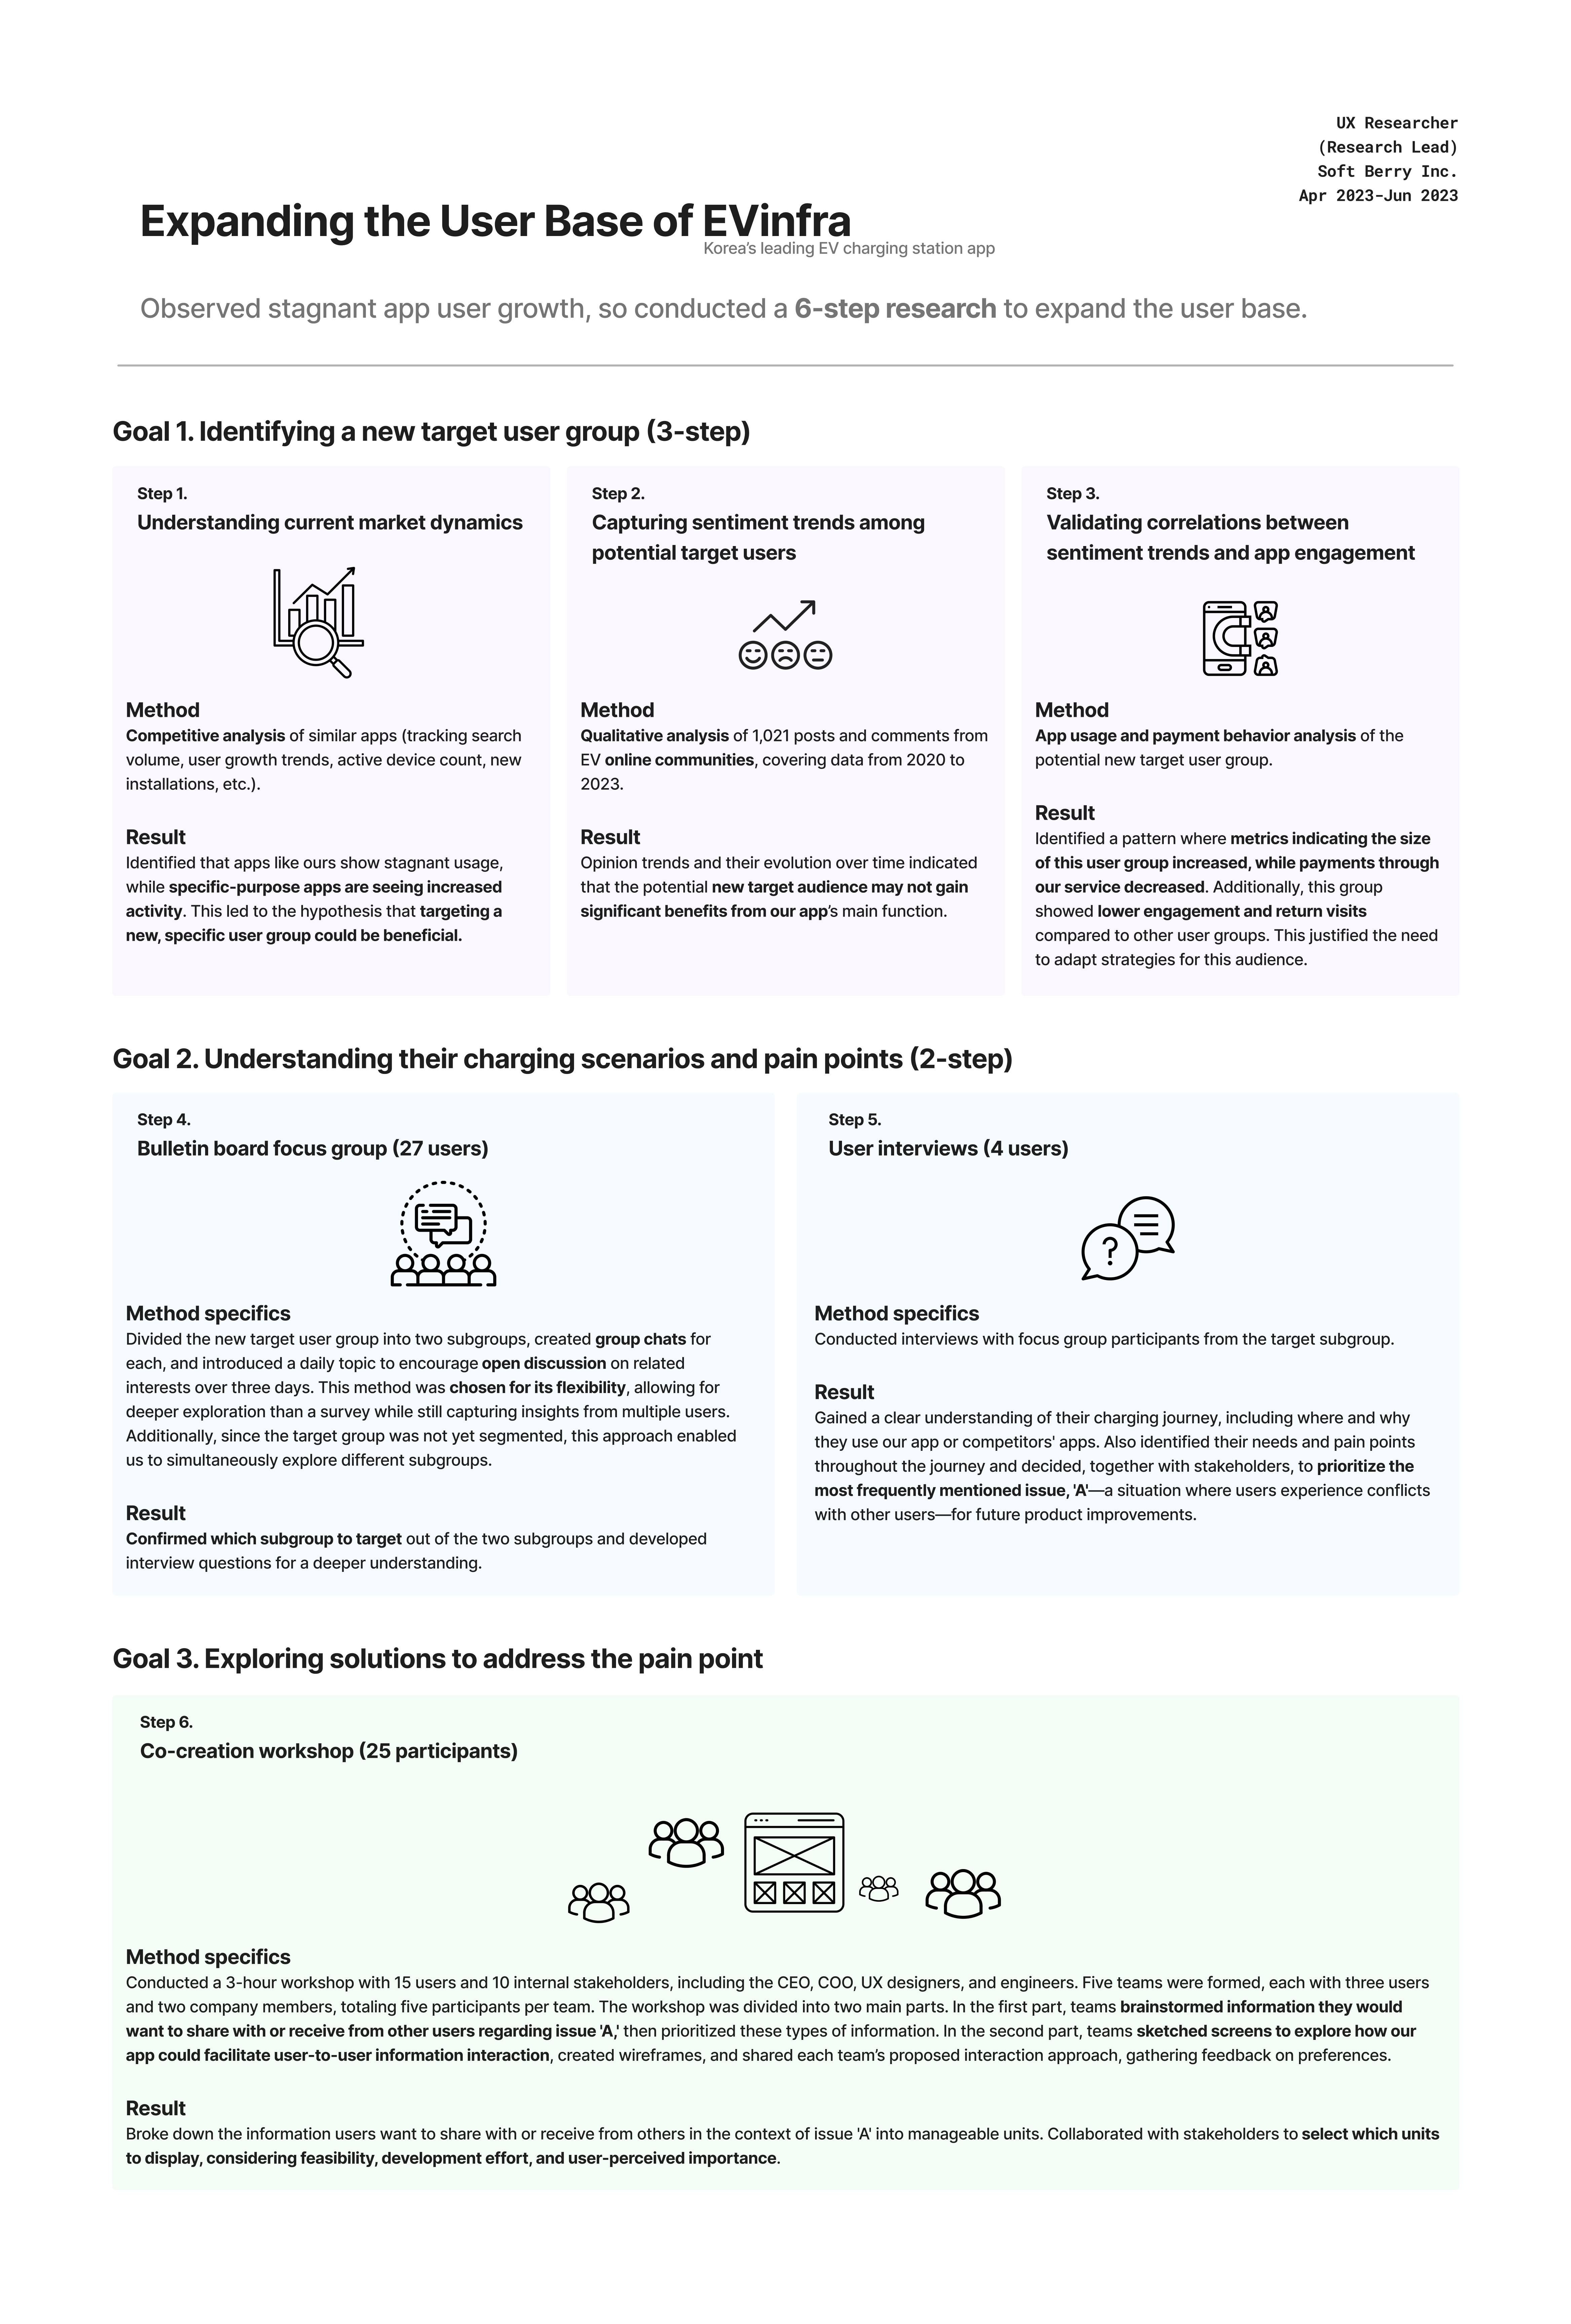 UX Researcher
(Research Lead)
Soft Berry Inc.
Apr 2023-Jun 2023
Expanding the User Base of EVinfra
Korea's leading EV charging station app
Observed stagnant app user growth, so conducted a 6-step research to expand the user base.
Goal 1. Identifying a new target user group (3-step)
Step 1.
Understanding current market dynamics
Method
Competitive analysis of similar apps (tracking search
volume, user growth trends, active device count, new
installations, etc.).
Result
Identified that apps like ours show stagnant usage,
while specific-purpose apps are seeing increased
activity. This led to the hypothesis that targeting a
new, specific user group could be beneficial.
Step 2.
Capturing sentiment trends among
potential target users
Method
Qualitative analysis of 1,021 posts and comments from
EV online communities, covering data from 2020 to
2023.
Result
Opinion trends and their evolution over time indicated
that the potential new target audience may not gain
significant benefits from our app's main function.
Step 3.
Validating correlations between
sentiment trends and app engagement
Method
App usage and payment behavior analysis of the
potential new target user group.
Result
Identified a pattern where metrics indicating the size
of this user group increased, while payments through
our service decreased. Additionally, this group
showed lower engagement and return visits
compared to other user groups. This justified the need
to adapt strategies for this audience.
Goal 2. Understanding their charging scenarios and pain points (2-step)
Step 4.
Bulletin board focus group (27 users)
Method specifics
Divided the new target user group into two subgroups, created group chats for
each, and introduced a daily topic to encourage open discussion on related
interests over three days. This method was chosen for its flexibility, allowing for
deeper exploration than a survey while still capturing insights from multiple users.
Additionally, since the target group was not yet segmented, this approach enabled
us to simultaneously explore different subgroups.
Result
Confirmed which subgroup to target out of the two subgroups and developed
interview questions for a deeper understanding.
Step 5.
User interviews (4 users)
?
Method specifics
Conducted interviews with focus group participants from the target subgroup.
Result
Gained a clear understanding of their charging journey, including where and why
they use our app or competitors' apps. Also identified their needs and pain points
throughout the journey and decided, together with stakeholders, to prioritize the
most frequently mentioned issue, 'A'—a situation where users experience conflicts
with other users—for future product improvements.
Goal 3. Exploring solutions to address the pain point
Step 6.
Co-creation workshop (25 participants)
Method specifics
Conducted a 3-hour workshop with 15 users and 10 internal stakeholders, including the CEO, COO, UX designers, and engineers. Five teams were formed, each with three users
and two company members, totaling five participants per team. The workshop was divided into two main parts. In the first part, teams brainstormed information they would
want to share with or receive from other users regarding issue 'A,' then prioritized these types of information. In the second part, teams sketched screens to explore how our
app could facilitate user-to-user information interaction, created wireframes, and shared each team's proposed interaction approach, gathering feedback on preferences.
Result
Broke down the information users want to share with or receive from others in the context of issue 'A' into manageable units. Collaborated with stakeholders to select which units
to display, considering feasibility, development effort, and user-perceived importance.